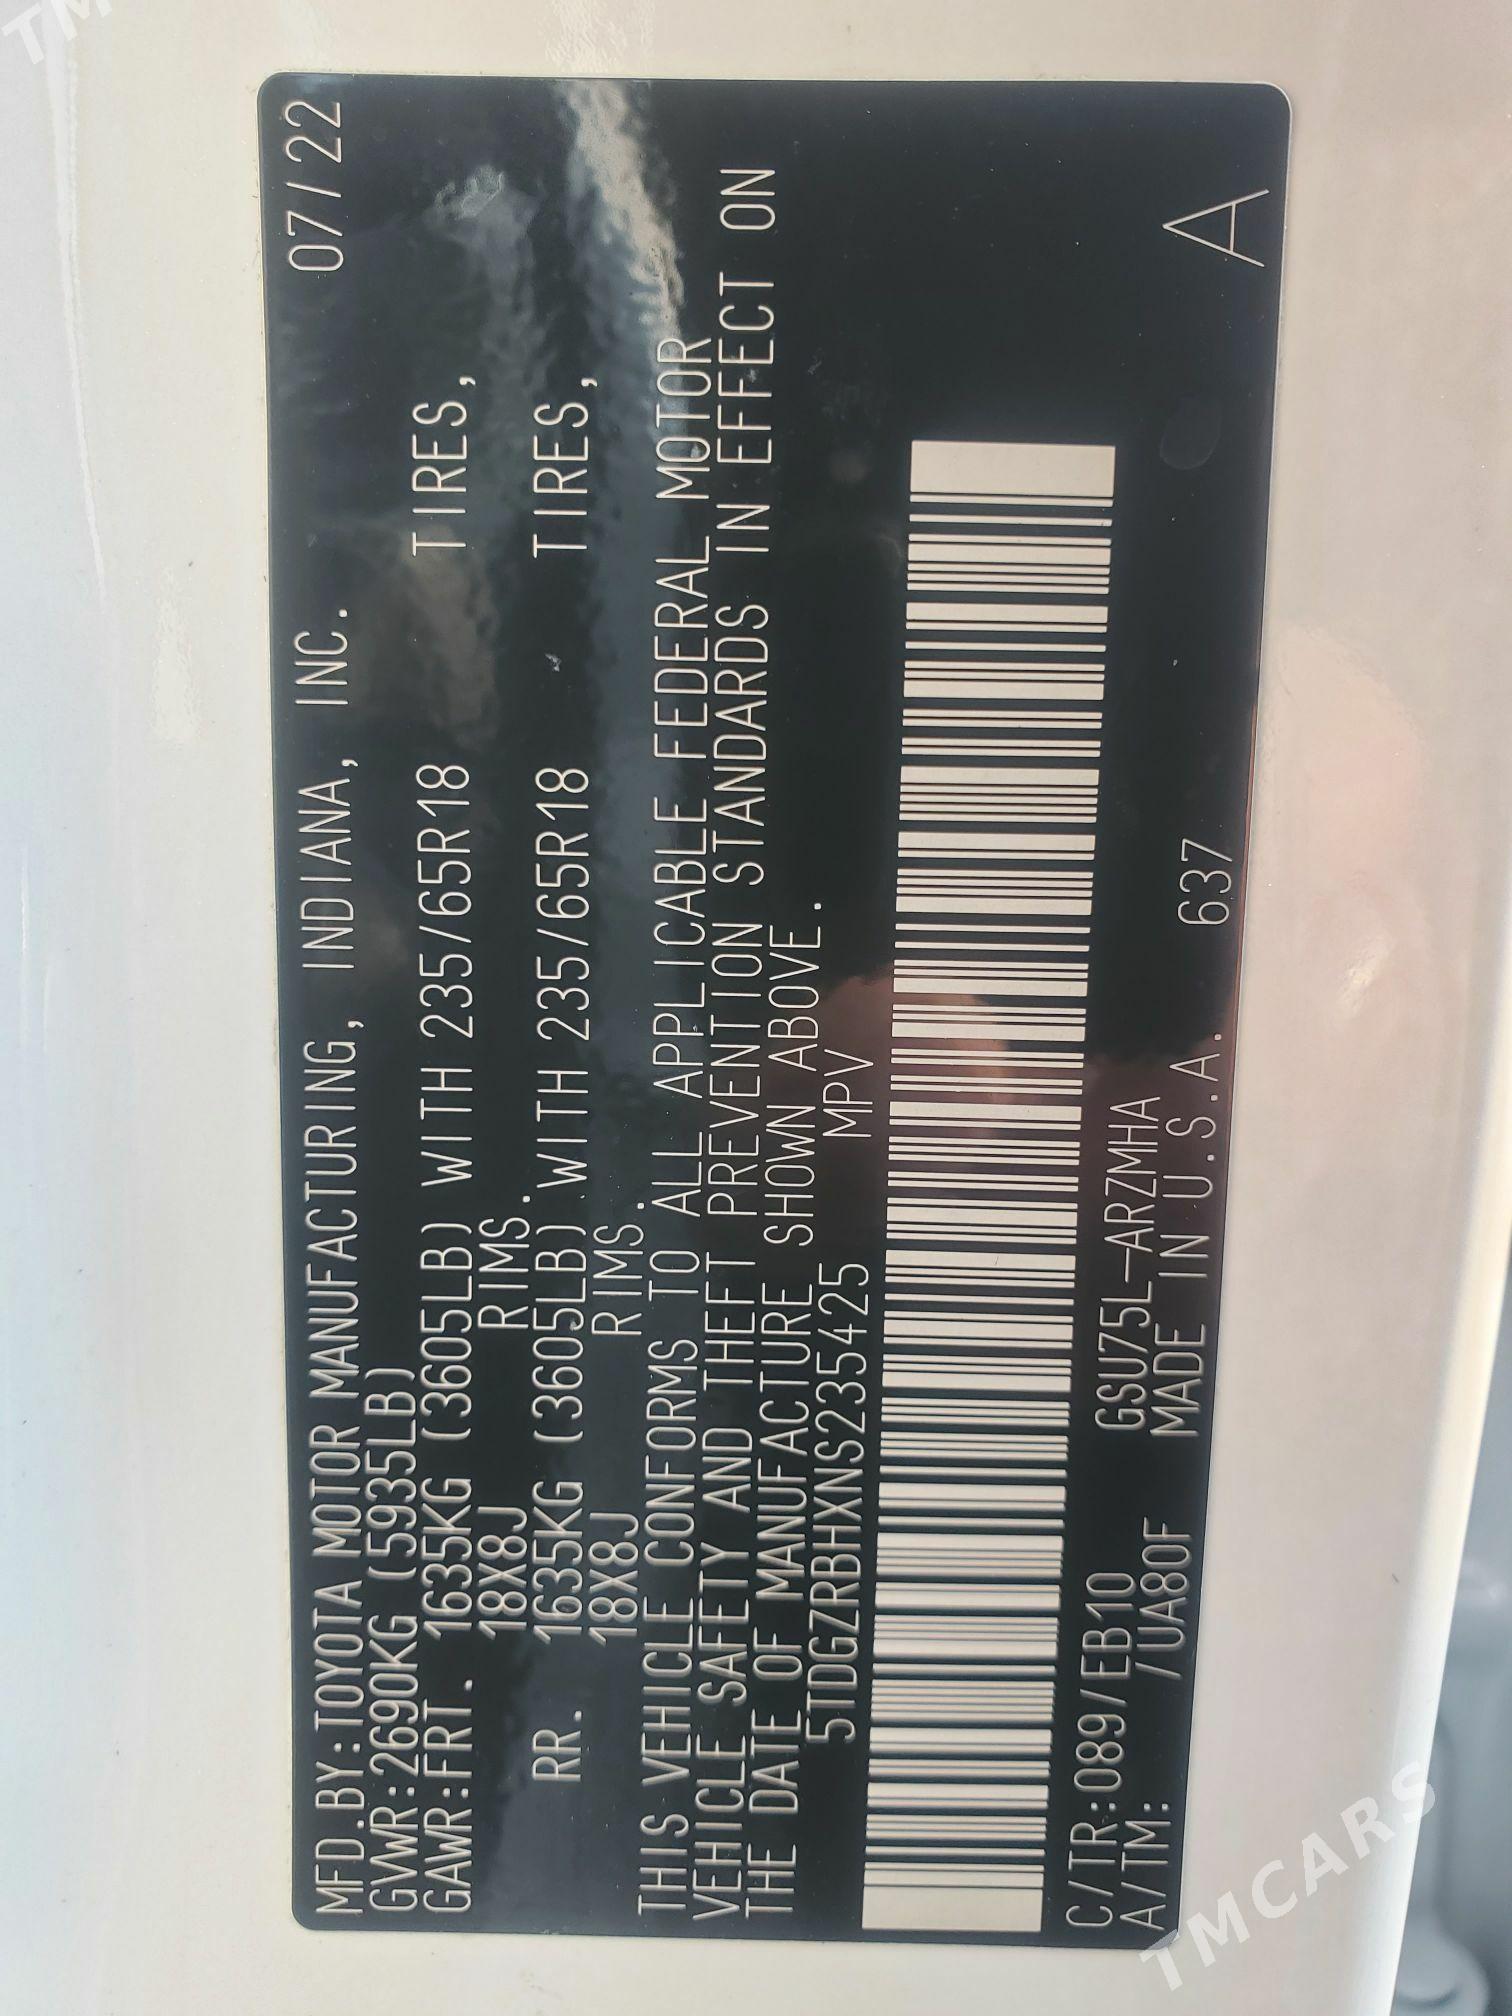 MFD.BY:TOYOTA MOTOR MANUFACTURING, INDIANA, INC. 07/22
GVWR:2690KG (5935LB)
GAWR:FRT. 1635KG (3605LB) WITH 235/65R18 TIRES,
18X8J RIMS.
RR. 1635KG (3605LB) WITH 235/65R18 TIRES,
18X8J RIMS.
THIS VEHICLE CONFORMS TO ALL APPLICABLE FEDERAL MOTOR
VEHICLE SAFETY AND THEFT PREVENTION STANDARDS IN EFFECT ON
THE DATE OF MANUFACTURE SHOWN ABOVE.
5TDGZRBHXNS235425 MPV
C/TR:089/EB10 GSU75L-ARZMHA
A/TM: /UA80F MADE IN U.S.A. 637 A
TMCARS
TM